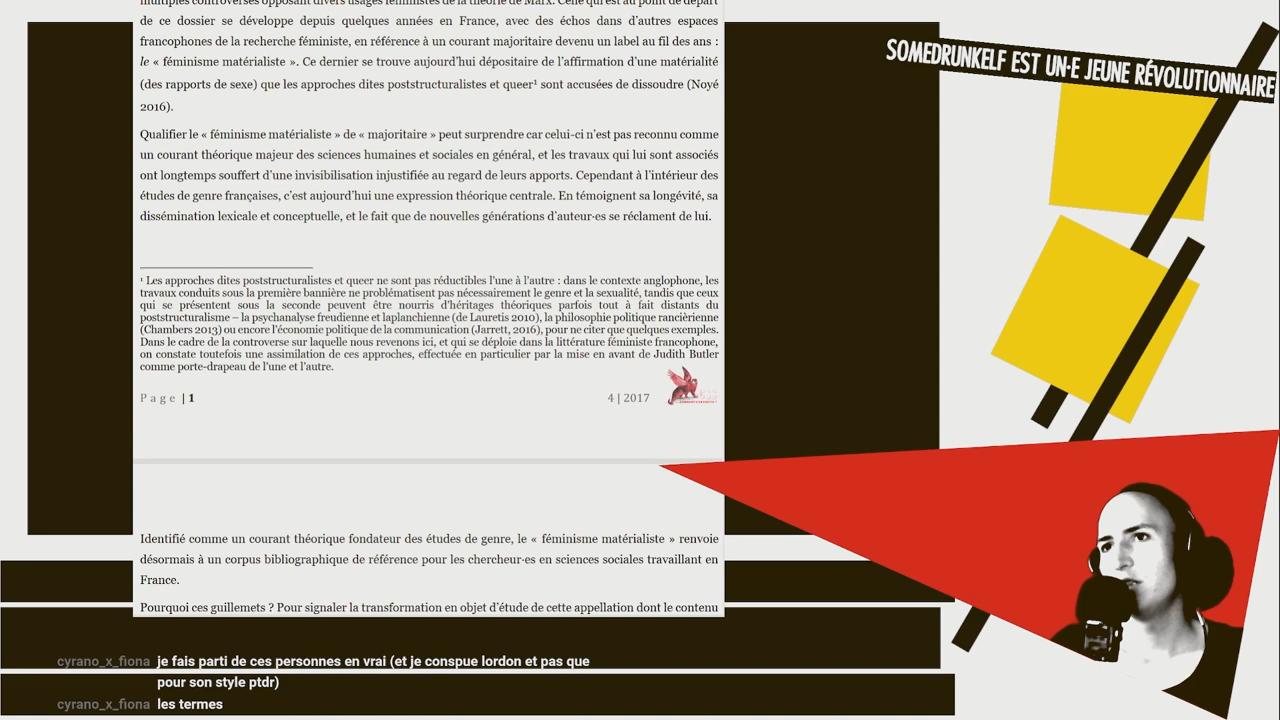 multiples controverses opposant divers usages féministes de la théorie de Marx. Celle qui est au point de départ
de ce dossier se développe depuis quelques années en France, avec des échos dans d'autres espaces
francophones de la recherche féministe, en référence à un courant majoritaire devenu un label au fil des ans :
le « féminisme matérialiste ». Ce dernier se trouve aujourd'hui dépositaire de l'affirmation d'une matérialité
(des rapports de sexe) que les approches dites poststructuralistes et queer¹ sont accusées de dissoudre (Noyé
2016).
Qualifier le « féminisme matérialiste » de « majoritaire » peut surprendre car celui-ci n'est pas reconnu comme
un courant théorique majeur des sciences humaines et sociales en général, et les travaux qui lui sont associés
ont longtemps souffert d'une invisibilisation injustifiée au regard de leurs apports. Cependant à l'intérieur des
études de genre françaises, c'est aujourd'hui une expression théorique centrale. En témoignent sa longévité, sa
dissémination lexicale et conceptuelle, et le fait que de nouvelles générations d'auteur·es se réclament de lui.
¹ Les approches dites poststructuralistes et queer ne sont pas réductibles l'une à l'autre : dans le contexte anglophone, les
travaux conduits sous la première bannière ne problématisent pas nécessairement le genre et la sexualité, tandis que ceux
qui se présentent sous la seconde peuvent être nourris d'héritages théoriques parfois tout à fait distants du
poststructuralisme – la psychanalyse freudienne et laplanchienne (de Lauretis 2010), la philosophie politique rancièrienne
(Chambers 2013) ou encore l'économie politique de la communication (Jarrett, 2016), pour ne citer que quelques exemples.
Dans le cadre de la controverse sur laquelle nous revenons ici, et qui se déploie dans la littérature féministe francophone,
on constate toutefois une assimilation de ces approches, effectuée en particulier par la mise en avant de Judith Butler
comme porte-drapeau de l'une et l'autre.
Page | 1
4 | 2017
Identifié comme un courant théorique fondateur des études de genre, le « féminisme matérialiste » renvoie
désormais à un corpus bibliographique de référence pour les chercheur·es en sciences sociales travaillant en
France.
Pourquoi ces guillemets ? Pour signaler la transformation en objet d'étude de cette appellation dont le contenu
SOMEDRUNKELF EST UN·E JEUNE RÉVOLUTIONNAIRE
cyrano_x_fiona je fais parti de ces personnes en vrai (et je conspue lordon et pas que
pour son style ptdr)
cyrano_x_fiona les termes